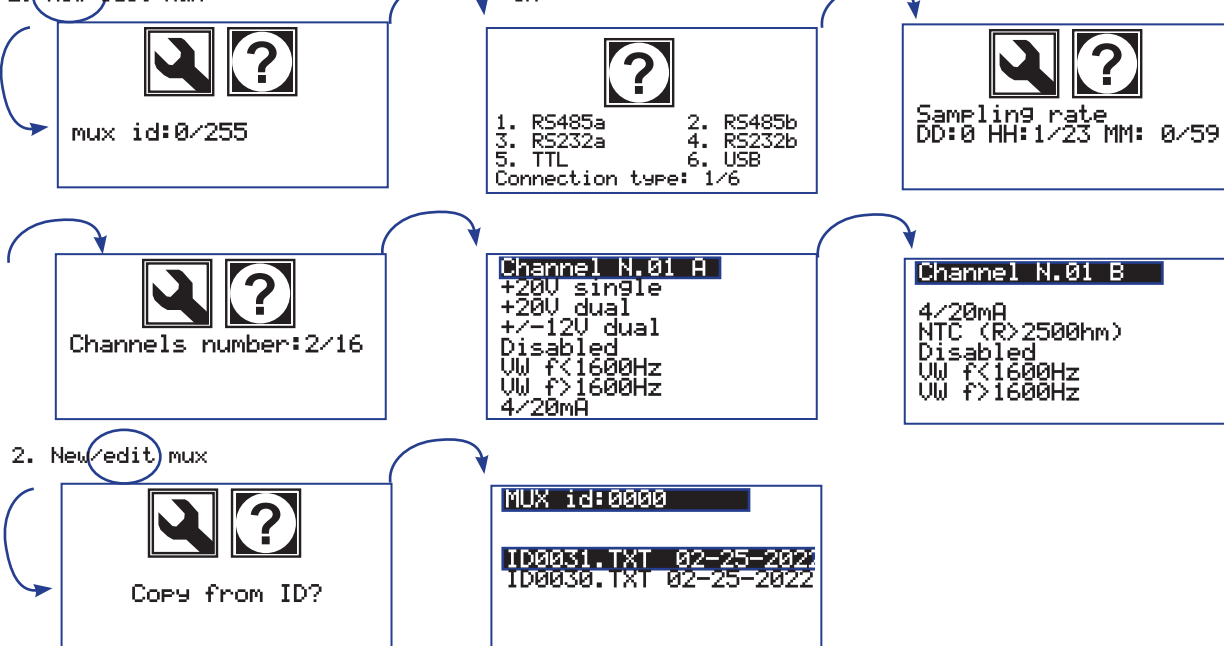 mux id:0/255
1. RS485a 2. RS485b
3. RS232a 4. RS232b
5. TTL 6. USB
Connection type: 1/6
Sampling rate
DD:0 HH:1/23 MM: 0/59
Channels number:2/16
Channel N.01 A
+20V single
+20V dual
+/-12V dual
Disabled
VW f<1600Hz
VW f>1600Hz
4/20mA
Channel N.01 B
4/20mA
NTC (R>2500hm)
Disabled
VW f<1600Hz
VW f>1600Hz
2. New/edit mux
Copy from ID?
MUX id:0000
ID0031.TXT 02-25-202
ID0030.TXT 02-25-2022